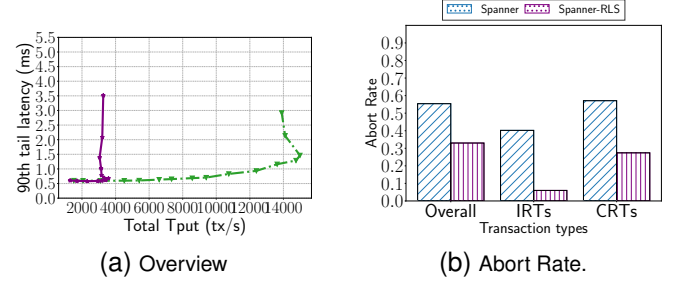 5.5
5.0
4.5
4.0
3.5
3.0
2.5
2.0
1.5
1.0
0.5
0.0
90th tail latency (ms)
2000 4000 6000 8000 10000 12000 14000
Total Tput (tx/s)
(a) Overview
Spanner Spanner-RLS
0.9
0.8
0.7
0.6
0.5
0.4
0.3
0.2
0.1
0.0
Abort Rate
Overall IRTs CRTs
Transaction types
(b) Abort Rate.